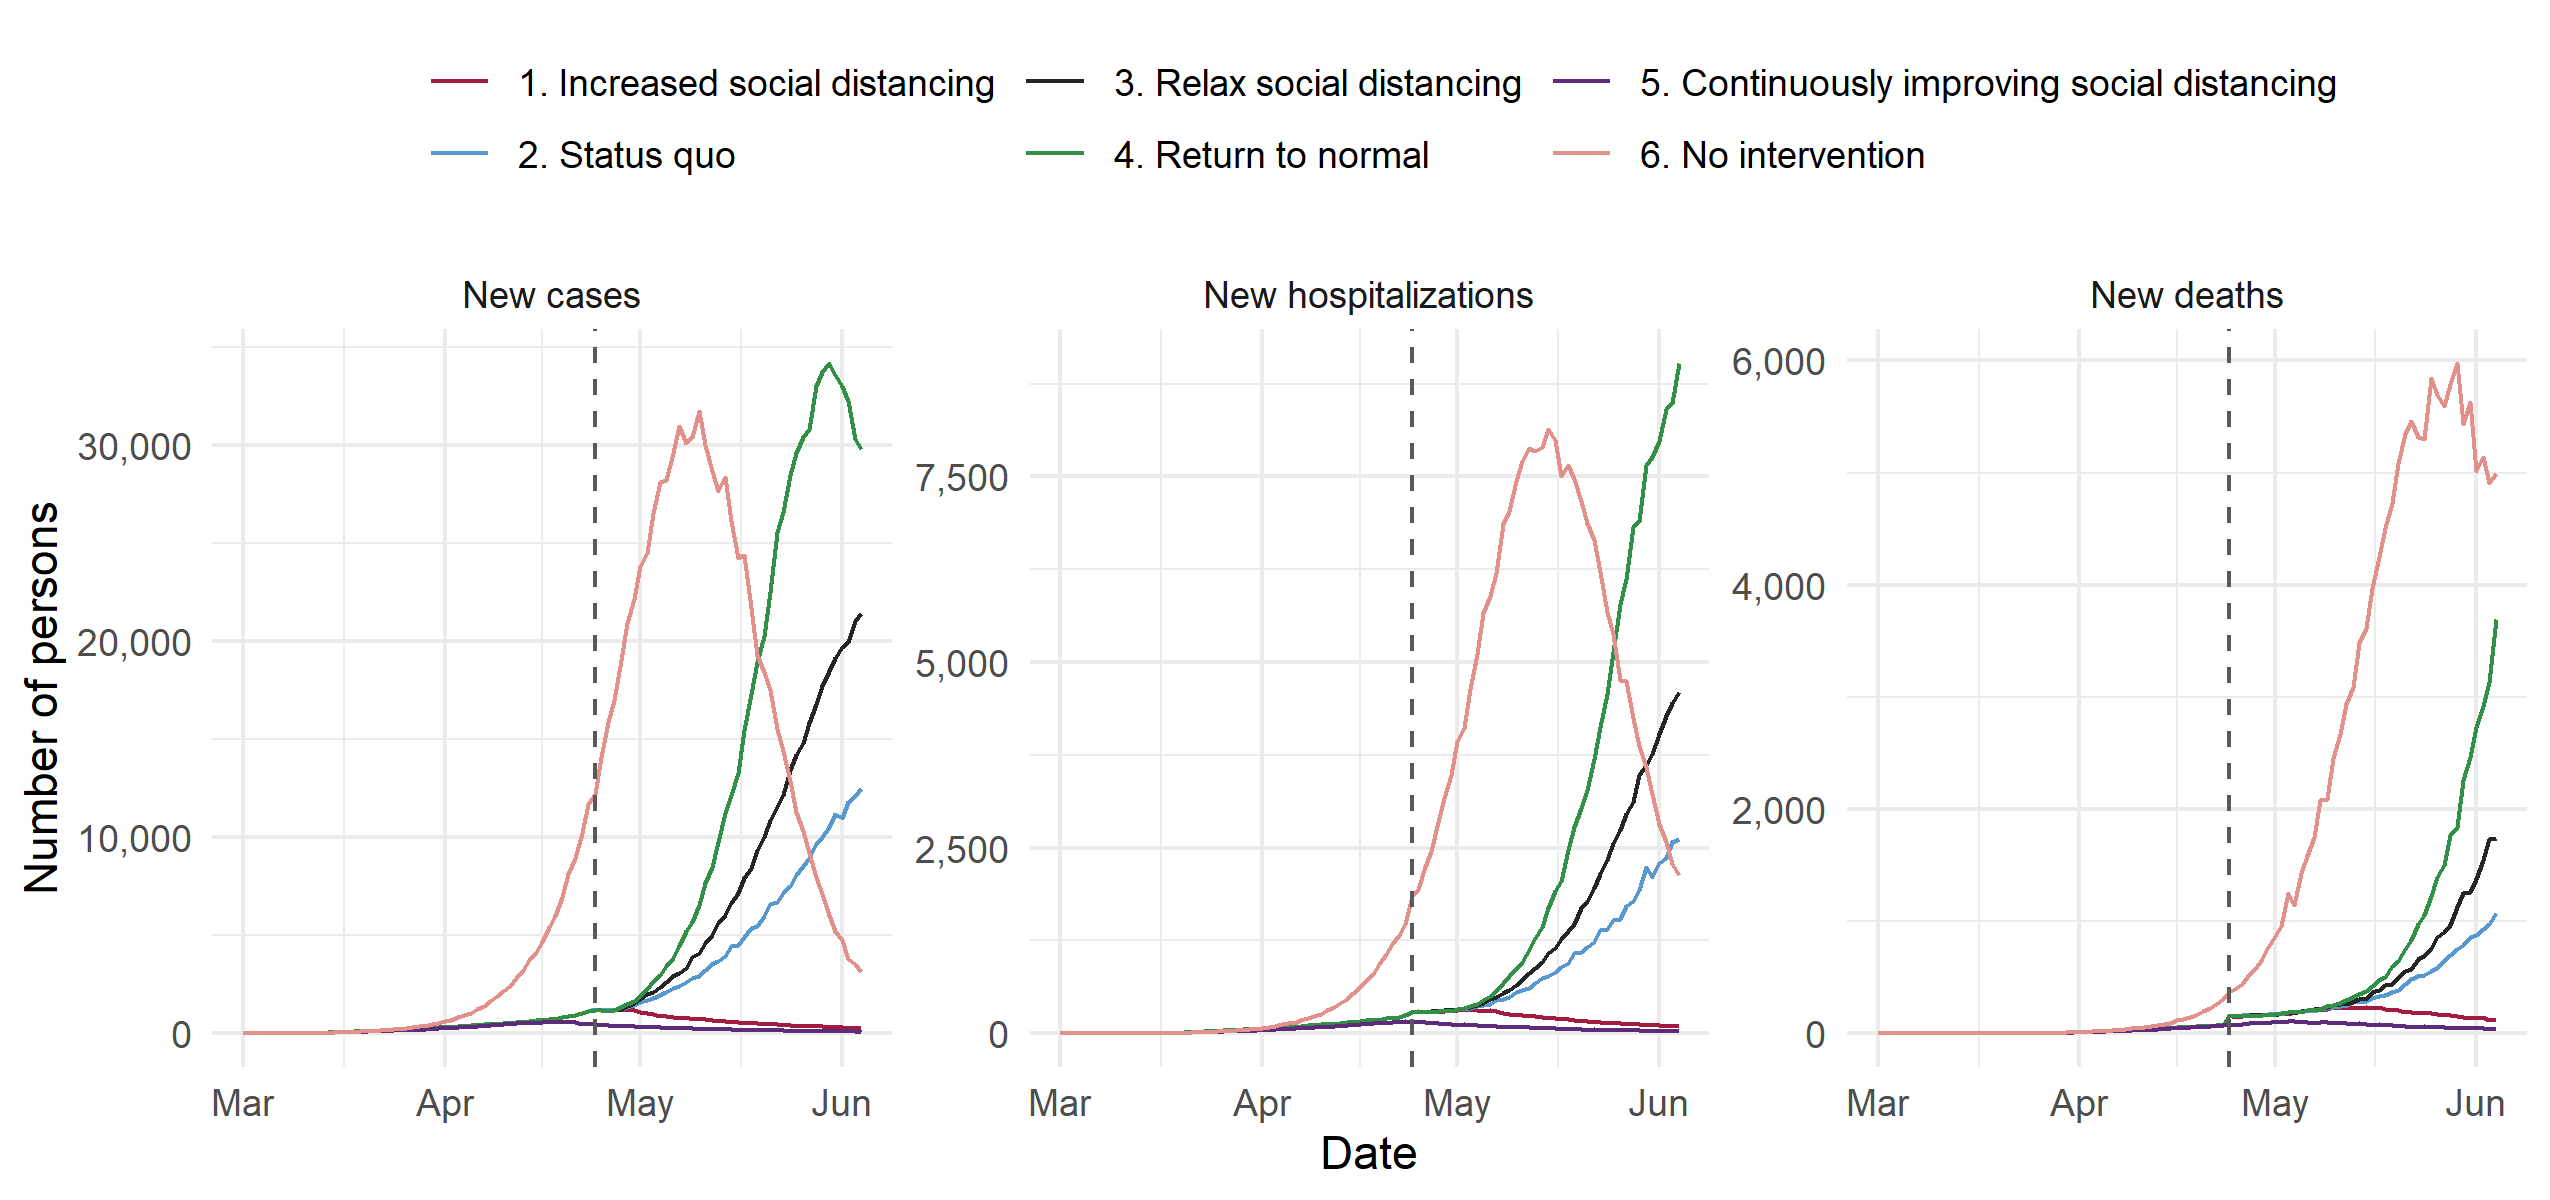 1. Increased social distancing
3. Relax social distancing
5. Continuously improving social distancing
2. Status quo
4. Return to normal
6. No intervention
New cases
New hospitalizations
New deaths
Number of persons
30,000
20,000
10,000
0
7,500
5,000
2,500
0
6,000
4,000
2,000
0
Mar Apr May Jun
Mar Apr May Jun
Mar Apr May Jun
Date